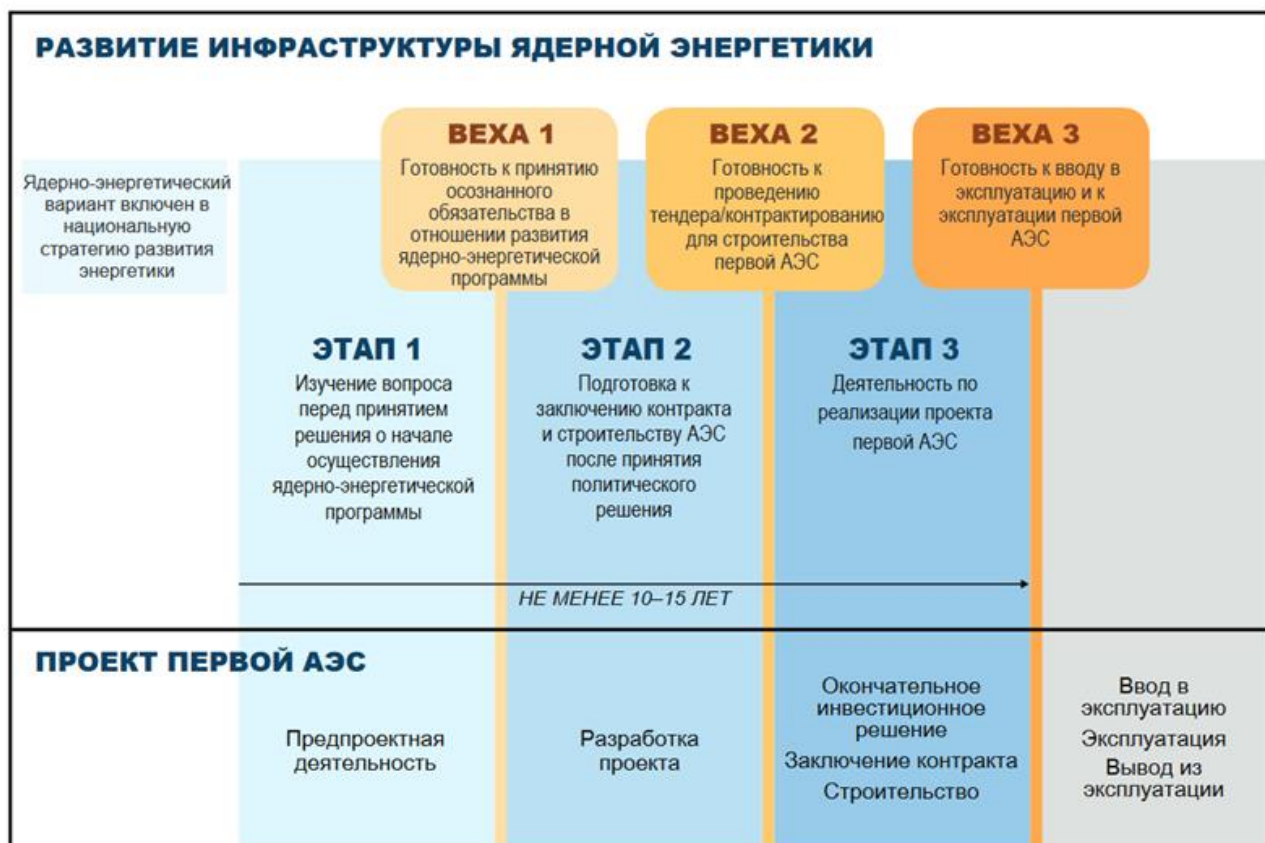 РАЗВИТИЕ ИНФРАСТРУКТУРЫ ЯДЕРНОЙ ЭНЕРГЕТИКИ
Ядерно-энергетический
вариант включен в
национальную
стратегию развития
энергетики
ВЕХА 1
Готовность к принятию
осознанного
обязательства в
отношении развития
ядерно-энергетической
программы
ВЕХА 2
Готовность к
проведению
тендера/контрактированию
для строительства
первой АЭС
ВЕХА 3
Готовность к вводу в
эксплуатацию и к
эксплуатации первой
АЭС
ЭТАП 1
Изучение вопроса
перед принятием
решения о начале
осуществления
ядерно-энергетической
программы
ЭТАП 2
Подготовка к
заключению контракта
и строительству АЭС
после принятия
политического
решения
ЭТАП 3
Деятельность по
реализации проекта
первой АЭС
НЕ МЕНЕЕ 10–15 ЛЕТ
ПРОЕКТ ПЕРВОЙ АЭС
Предпроектная
деятельность
Разработка
проекта
Окончательное
инвестиционное
решение
Заключение контракта
Строительство
Ввод в
эксплуатацию
Эксплуатация
Вывод из
эксплуатации